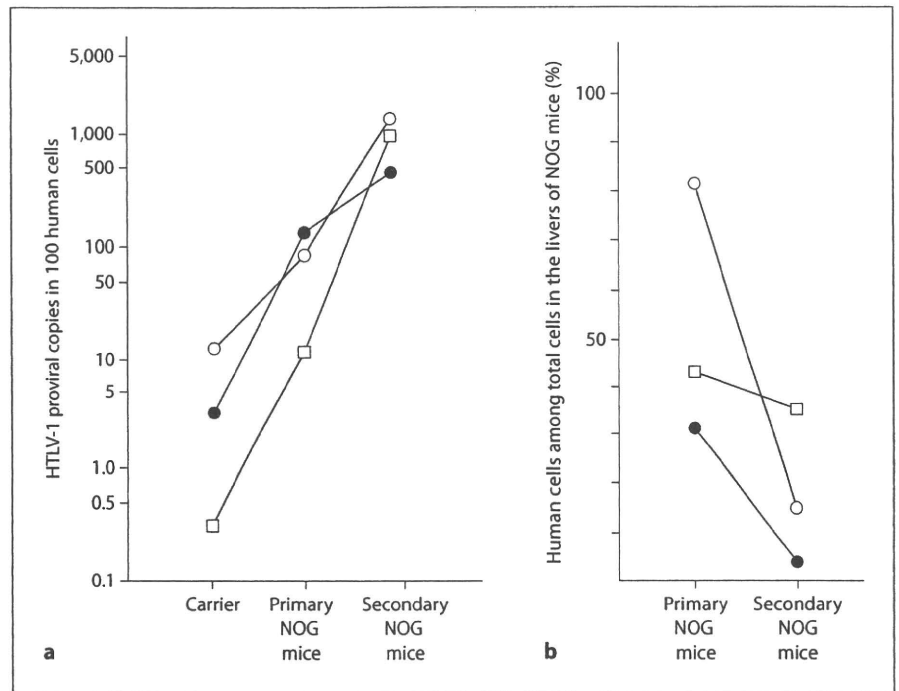 HTLV-1 proviral copies in 100 human cells
5,000
1,000
500
100
50
10
5
1.0
0.5
0.1
Carrier
Primary
NOG
mice
Secondary
NOG
mice
a
Human cells among total cells in the livers of NOG mice (%)
100
50
Primary
NOG
mice
Secondary
NOG
mice
b